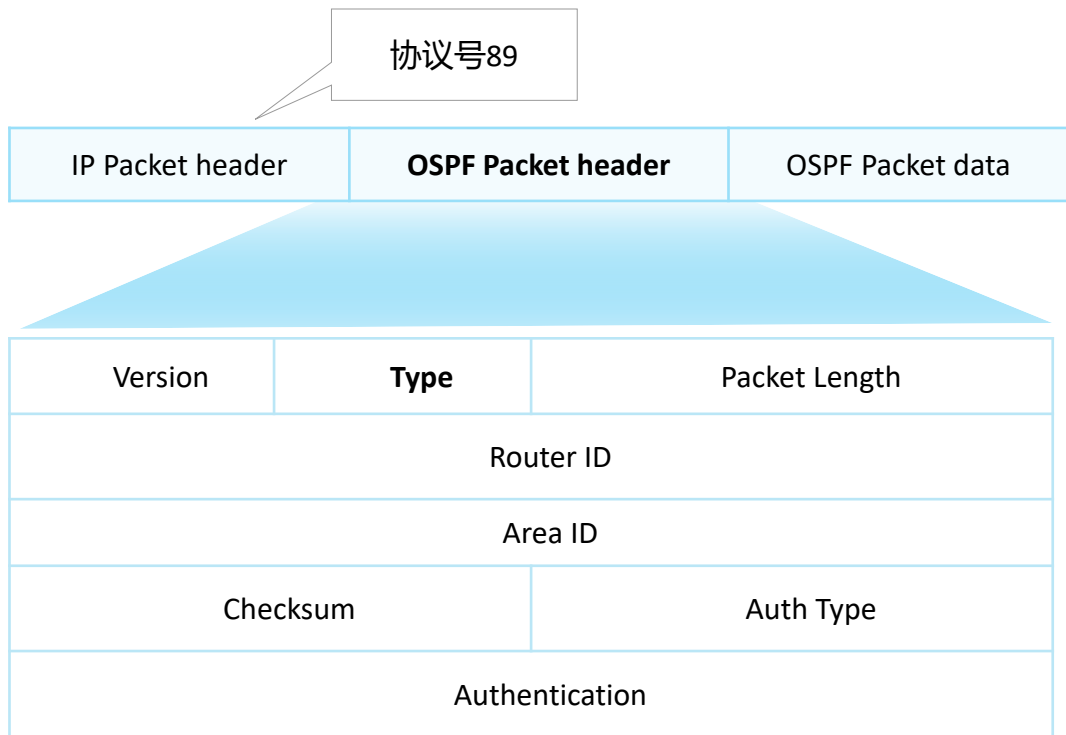 协议号89
IP Packet header
OSPF Packet header
OSPF Packet data
Version
Type
Packet Length
Router ID
Area ID
Checksum
Auth Type
Authentication